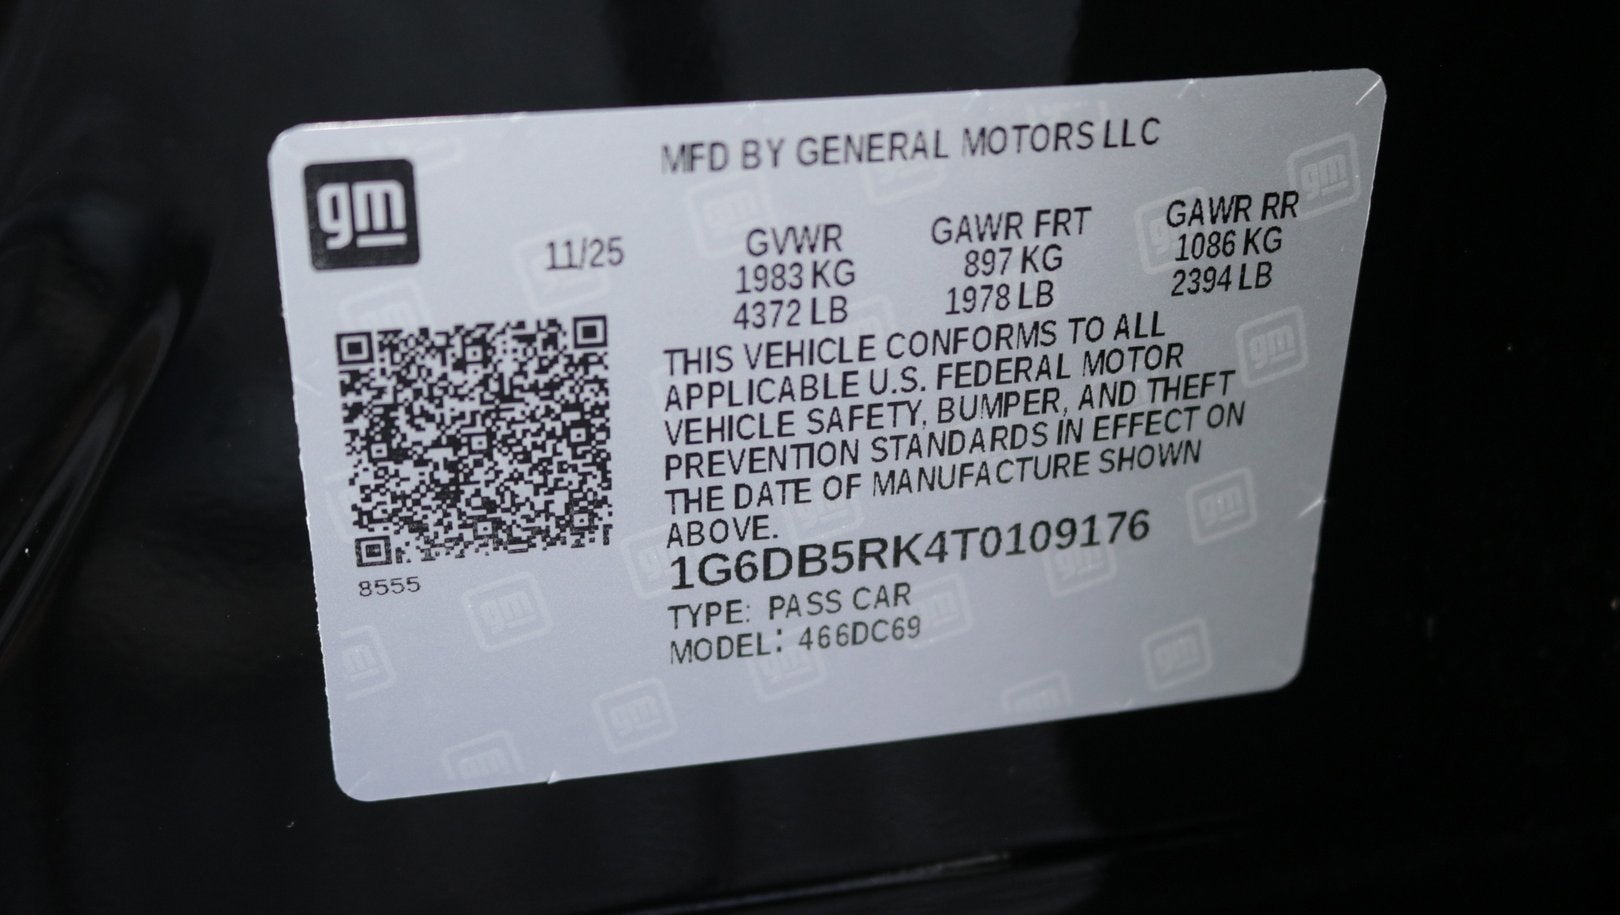 gm
MFD BY GENERAL MOTORS LLC
11/25
GVWR
1983 KG
4372 LB
GAWR FRT
897 KG
1978 LB
GAWR RR
1086 KG
2394 LB
THIS VEHICLE CONFORMS TO ALL
APPLICABLE U.S. FEDERAL MOTOR
VEHICLE SAFETY, BUMPER, AND THEFT
PREVENTION STANDARDS IN EFFECT ON
THE DATE OF MANUFACTURE SHOWN
ABOVE.
1G6DB5RK4T0109176
TYPE: PASS CAR
MODEL: 466DC69
8555